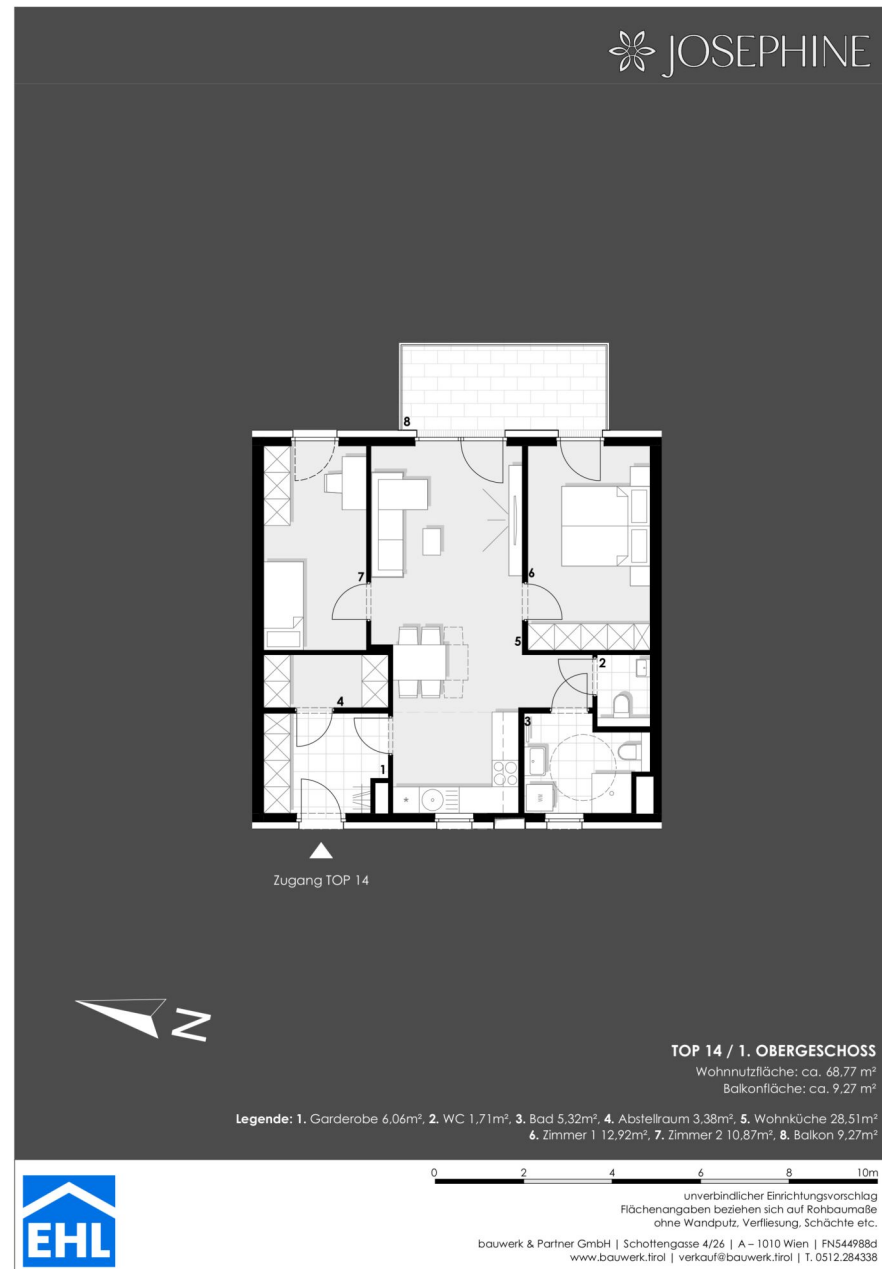 JOSEPHINE
8
7
6
5
2
4
3
1
WM
Zugang TOP 14
N
TOP 14 / 1. OBERGESCHOSS
Wohnnutzfläche: ca. 68,77 m²
Balkonfläche: ca. 9,27 m²
Legende: 1. Garderobe 6,06m², 2. WC 1,71m², 3. Bad 5,32m², 4. Abstellraum 3,38m², 5. Wohnküche 28,51m²
6. Zimmer 1 12,92m², 7. Zimmer 2 10,87m², 8. Balkon 9,27m²
0 2 4 6 8 10m
unverbindlicher Einrichtungsvorschlag
Flächenangaben beziehen sich auf Rohbaumaße
ohne Wandputz, Verfliesung, Schächte etc.
EHL
bauwerk & Partner GmbH | Schottengasse 4/26 | A – 1010 Wien | FN544988d
www.bauwerk.tirol | verkauf@bauwerk.tirol | T. 0512.284338